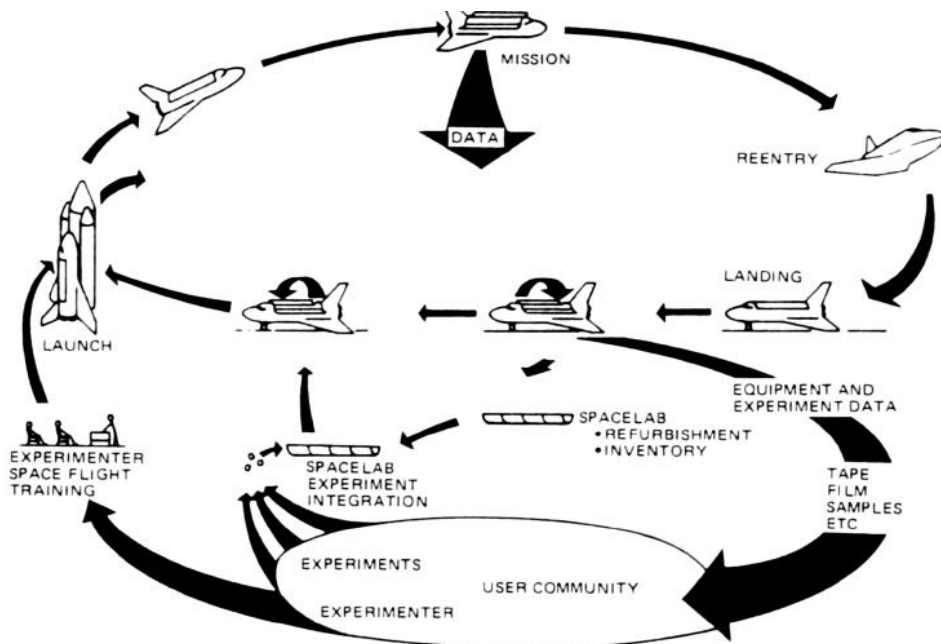 MISSION
DATA
REENTRY
LANDING
LAUNCH
EQUIPMENT AND
EXPERIMENT DATA
SPACELAB
•REFURBISHMENT
•INVENTORY
EXPERIMENTER
SPACE FLIGHT
TRAINING
SPACELAB
EXPERIMENT
INTEGRATION
TAPE
FILM
SAMPLES
ETC
EXPERIMENTS
USER COMMUNITY
EXPERIMENTER